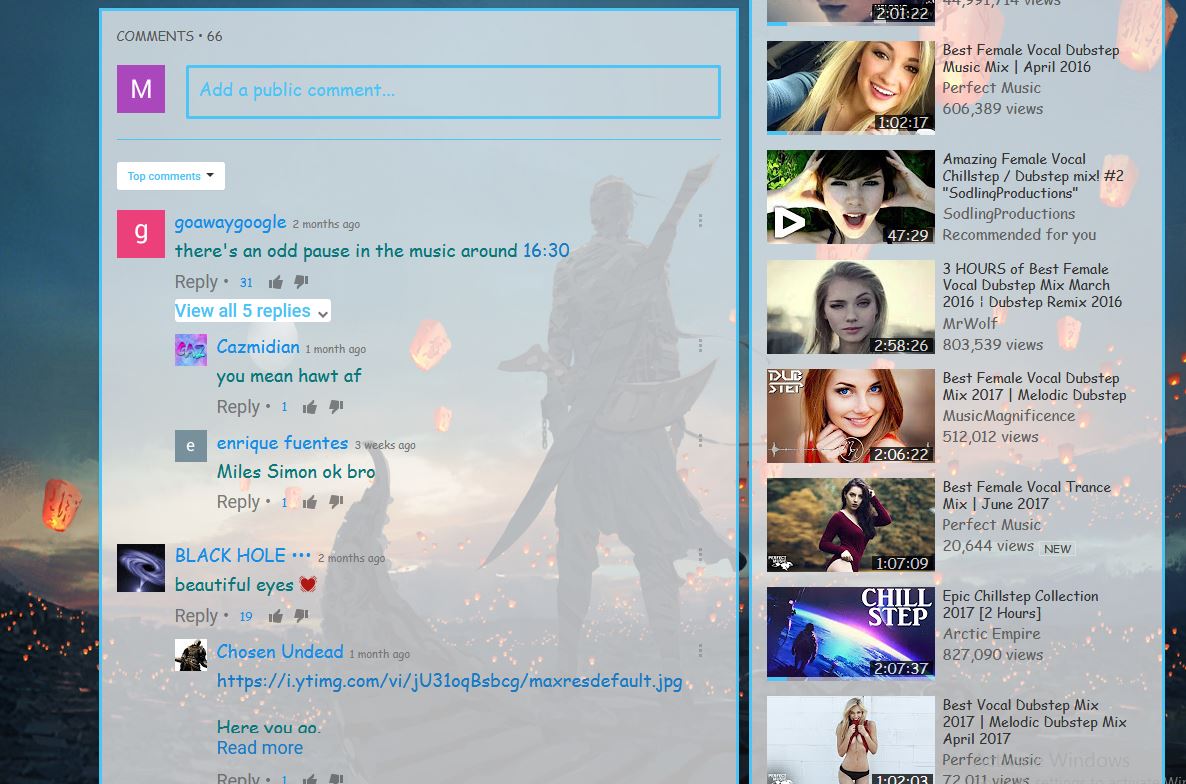 COMMENTS • 66
M
Add a public comment...
Top comments
g
goawaygoogle 2 months ago
there's an odd pause in the music around 16:30
Reply • 31
View all 5 replies
CAZ
Cazmidian 1 month ago
you mean hawt af
Reply • 1
e
enrique fuentes 3 weeks ago
Miles Simon ok bro
Reply • 1
BLACK HOLE ••• 2 months ago
beautiful eyes
Reply • 19
Chosen Undead 1 month ago
https://i.ytimg.com/vi/jU31oqBsbcg/maxresdefault.jpg
Here you go.
Read more
Reply • 1
2:01:22
44,991,714 views
1:02:17
Best Female Vocal Dubstep
Music Mix | April 2016
Perfect Music
606,389 views
47:29
Amazing Female Vocal
Chillstep / Dubstep mix! #2
"SodlingProductions"
SodlingProductions
Recommended for you
2:58:26
3 HOURS of Best Female
Vocal Dubstep Mix March
2016 ¦ Dubstep Remix 2016
MrWolf
803,539 views
DUB
STEP
2:06:22
Best Female Vocal Dubstep
Mix 2017 | Melodic Dubstep
MusicMagnificence
512,012 views
PERFECT
MUSIC
1:07:09
Best Female Vocal Trance
Mix | June 2017
Perfect Music
20,644 views NEW
CHILL
STEP
2:07:37
Epic Chillstep Collection
2017 [2 Hours]
Arctic Empire
827,090 views
1:02:03
Best Vocal Dubstep Mix
2017 | Melodic Dubstep Mix
April 2017
Perfect Music
72,011 views